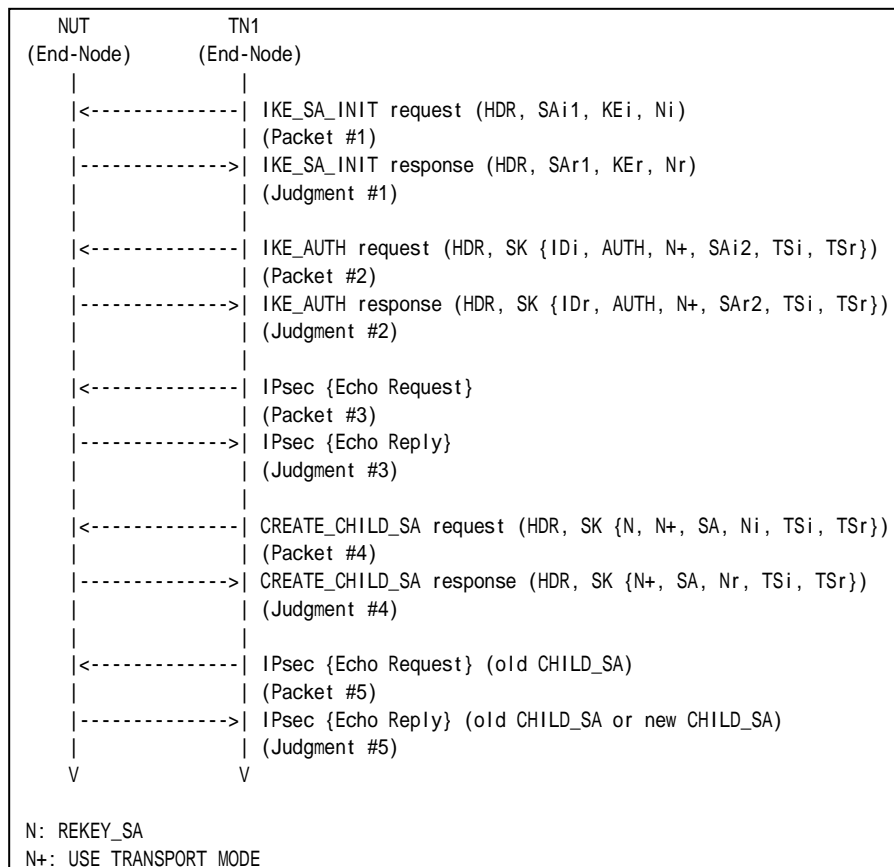 NUT TN1
(End-Node) (End-Node)
| |
|<--------------| IKE_SA_INIT request (HDR, SAi1, KEi, Ni)
| | (Packet #1)
|-------------->| IKE_SA_INIT response (HDR, SAr1, KEr, Nr)
| | (Judgment #1)
| |
|<--------------| IKE_AUTH request (HDR, SK {IDi, AUTH, N+, SAi2, TSi, TSr})
| | (Packet #2)
|-------------->| IKE_AUTH response (HDR, SK {IDr, AUTH, N+, SAr2, TSi, TSr})
| | (Judgment #2)
| |
|<--------------| IPsec {Echo Request}
| | (Packet #3)
|-------------->| IPsec {Echo Reply}
| | (Judgment #3)
| |
|<--------------| CREATE_CHILD_SA request (HDR, SK {N, N+, SA, Ni, TSi, TSr})
| | (Packet #4)
|-------------->| CREATE_CHILD_SA response (HDR, SK {N+, SA, Nr, TSi, TSr})
| | (Judgment #4)
| |
|<--------------| IPsec {Echo Request} (old CHILD_SA)
| | (Packet #5)
|-------------->| IPsec {Echo Reply} (old CHILD_SA or new CHILD_SA)
| | (Judgment #5)
V V
N: REKEY_SA
N+: USE_TRANSPORT_MODE